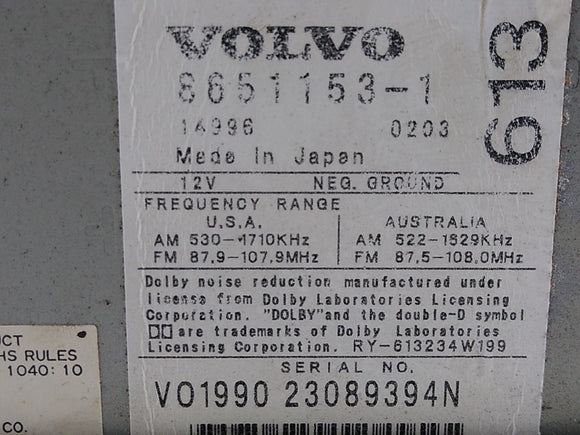 VOLVO
8651153-1
14996 0203
613
Made In Japan
12V NEG. GROUND
FREQUENCY RANGE
U.S.A. AUSTRALIA
AM 530-1710KHz AM 522-1629KHz
FM 87.9-107.9MHz FM 87.5-108.0MHz
Dolby noise reduction manufactured under
license from Dolby Laboratories Licensing
Corporation. "DOLBY"and the double-D symbol
are trademarks of Dolby Laboratories
Licensing Corporation. RY-613234W199
SERIAL NO.
VO1990 23089394N
UCT
HS RULES
1040:10
CO.